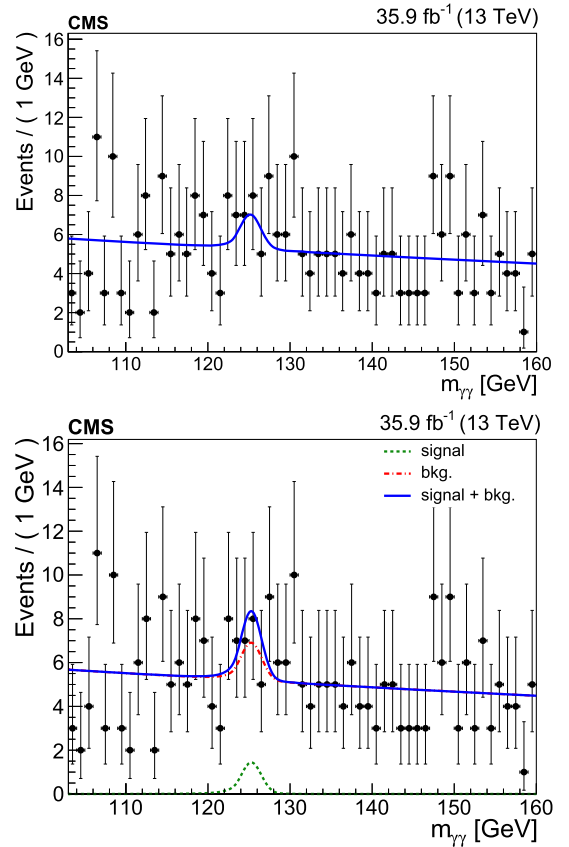 CMS 35.9 fb⁻¹ (13 TeV)
Events / ( 1 GeV )
16
14
12
10
8
6
4
2
0
110 120 130 140 150 160
mγγ [GeV]
CMS 35.9 fb⁻¹ (13 TeV)
Events / ( 1 GeV )
signal
bkg.
signal + bkg.
16
14
12
10
8
6
4
2
0
110 120 130 140 150 160
mγγ [GeV]